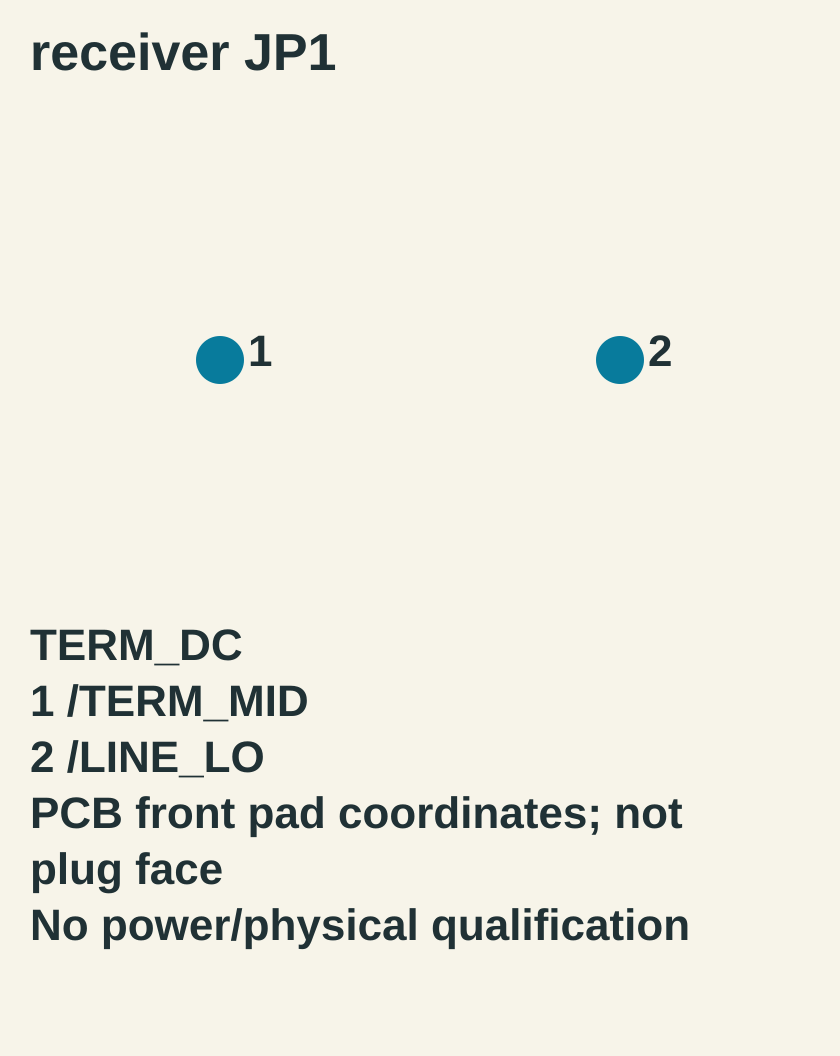 receiver JP1
1
2
TERM_DC
1 /TERM_MID
2 /LINE_LO
PCB front pad coordinates; not
plug face
No power/physical qualification